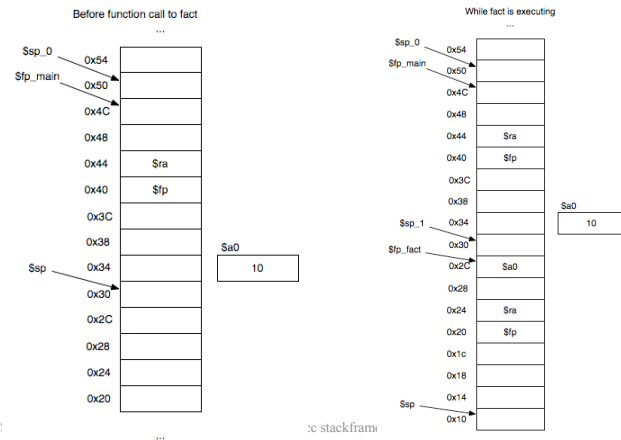 Before function call to fact
...
$sp_0
0x54
$fp_main
0x50
0x4C
0x48
0x44 $ra
0x40 $fp
0x3C
0x38
$a0
0x34
10
$sp
0x30
0x2C
0x28
0x24
0x20
...
While fact is executing
...
$sp_0
0x54
$fp_main
0x50
0x4C
0x48
0x44 $ra
0x40 $fp
0x3C
0x38
$a0
$sp_1
0x34
10
0x30
$fp_fact
0x2C $a0
0x28
0x24 $ra
0x20 $fp
0x1c
0x18
0x14
$sp
0x10
stackframe